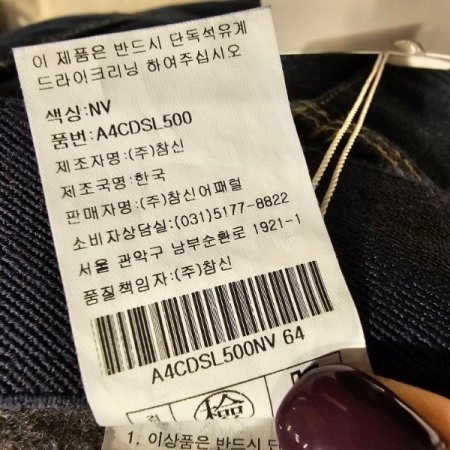 이 제품은 반드시 단독석유계
드라이크리닝 하여주십시오
색상:NV
품번:A4CDSL500
제조자명:(주)참신
제조국명:한국
판매자명:(주)참신어패럴
소비자상담실:(031)5177-8822
서울 관악구 남부순환로 1921-1
품질책임자:(주)참신
A4CDSL500NV 64
1. 이상품은 반드시 단